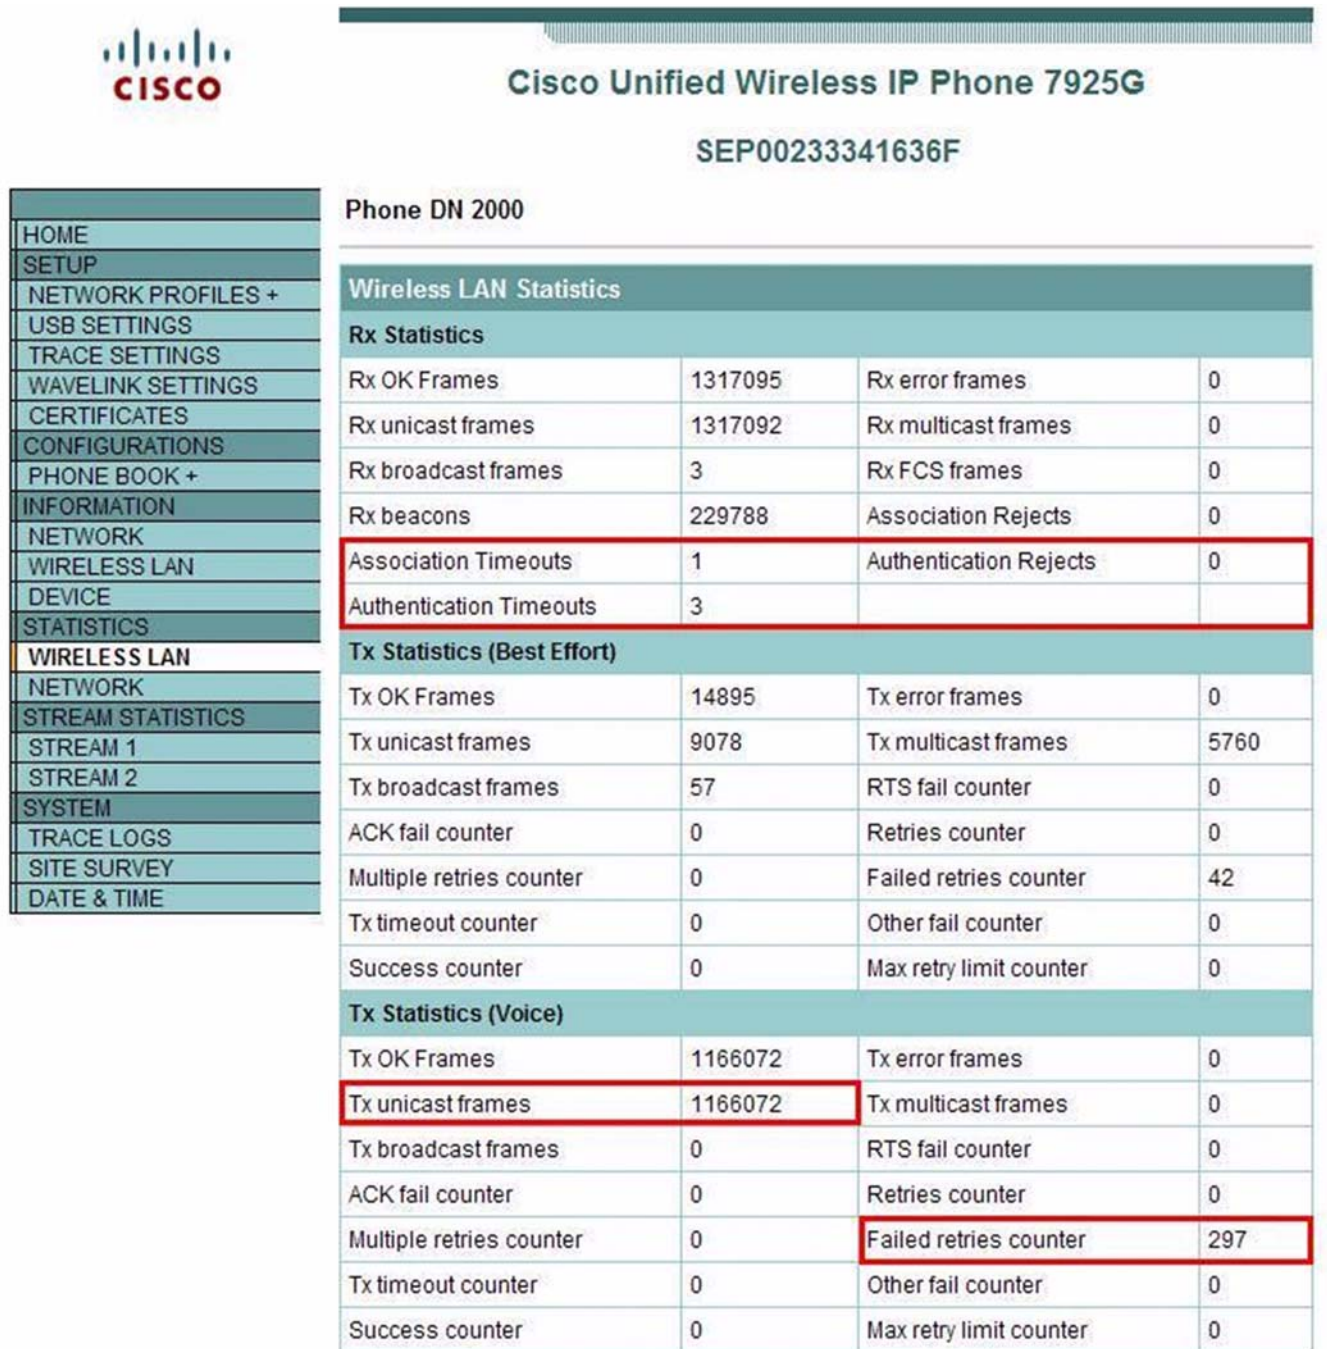 CISCO
Cisco Unified Wireless IP Phone 7925G
SEP00233341636F
Phone DN 2000
HOME
SETUP
NETWORK PROFILES +
USB SETTINGS
TRACE SETTINGS
WAVELINK SETTINGS
CERTIFICATES
CONFIGURATIONS
PHONE BOOK +
INFORMATION
NETWORK
WIRELESS LAN
DEVICE
STATISTICS
WIRELESS LAN
NETWORK
STREAM STATISTICS
STREAM 1
STREAM 2
SYSTEM
TRACE LOGS
SITE SURVEY
DATE & TIME
Wireless LAN Statistics
Rx Statistics
Rx OK Frames 1317095 Rx error frames 0
Rx unicast frames 1317092 Rx multicast frames 0
Rx broadcast frames 3 Rx FCS frames 0
Rx beacons 229788 Association Rejects 0
Association Timeouts 1 Authentication Rejects 0
Authentication Timeouts 3
Tx Statistics (Best Effort)
Tx OK Frames 14895 Tx error frames 0
Tx unicast frames 9078 Tx multicast frames 5760
Tx broadcast frames 57 RTS fail counter 0
ACK fail counter 0 Retries counter 0
Multiple retries counter 0 Failed retries counter 42
Tx timeout counter 0 Other fail counter 0
Success counter 0 Max retry limit counter 0
Tx Statistics (Voice)
Tx OK Frames 1166072 Tx error frames 0
Tx unicast frames 1166072 Tx multicast frames 0
Tx broadcast frames 0 RTS fail counter 0
ACK fail counter 0 Retries counter 0
Multiple retries counter 0 Failed retries counter 297
Tx timeout counter 0 Other fail counter 0
Success counter 0 Max retry limit counter 0